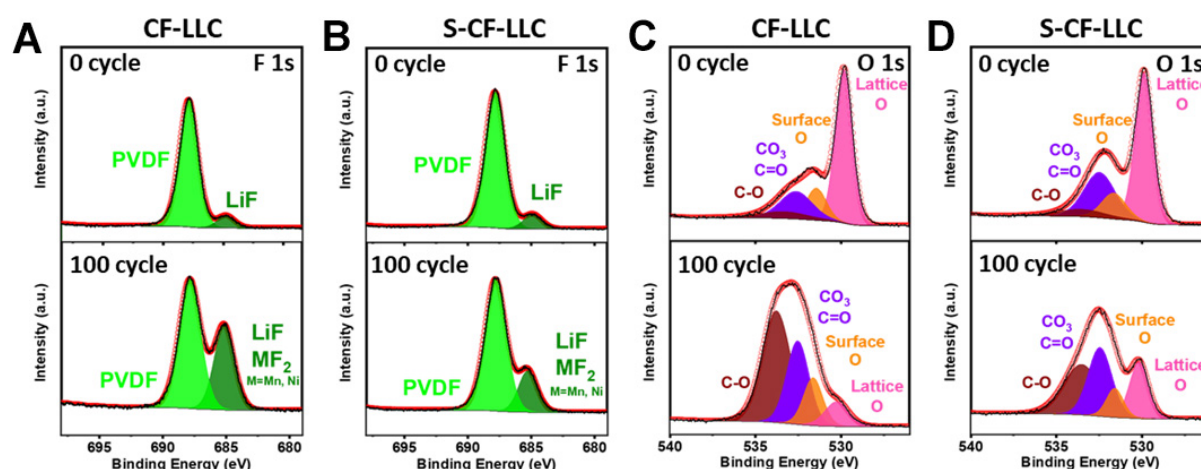 A
CF-LLC
0 cycle
F 1s
PVDF
LiF
Intensity (a.u.)
100 cycle
LiF
MF₂
M=Mn, Ni
PVDF
Intensity (a.u.)
695
690
685
680
Binding Energy (eV)
B
S-CF-LLC
0 cycle
F 1s
PVDF
LiF
Intensity (a.u.)
100 cycle
LiF
MF₂
M=Mn, Ni
PVDF
Intensity (a.u.)
695
690
685
680
Binding Energy (eV)
C
CF-LLC
0 cycle
O 1s
Lattice
O
Surface
O
CO₃
C=O
C-O
Intensity (a.u.)
100 cycle
CO₃
C=O
Surface
O
C-O
Lattice
O
Intensity (a.u.)
540
535
530
Binding Energy (eV)
D
S-CF-LLC
0 cycle
O 1s
Lattice
O
Surface
O
CO₃
C=O
C-O
Intensity (a.u.)
100 cycle
CO₃
C=O
Surface
O
C-O
Lattice
O
Intensity (a.u.)
540
535
530
Binding Energy (eV)